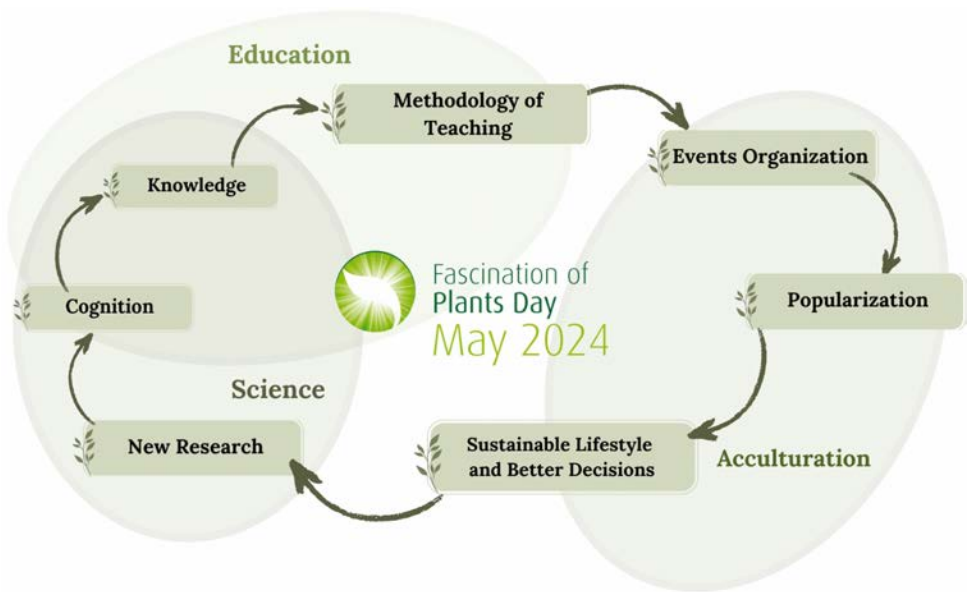 Education
Methodology of
Teaching
Events Organization
Knowledge
Fascination of
Plants Day
May 2024
Popularization
Cognition
Science
New Research
Sustainable Lifestyle
and Better Decisions
Acculturation